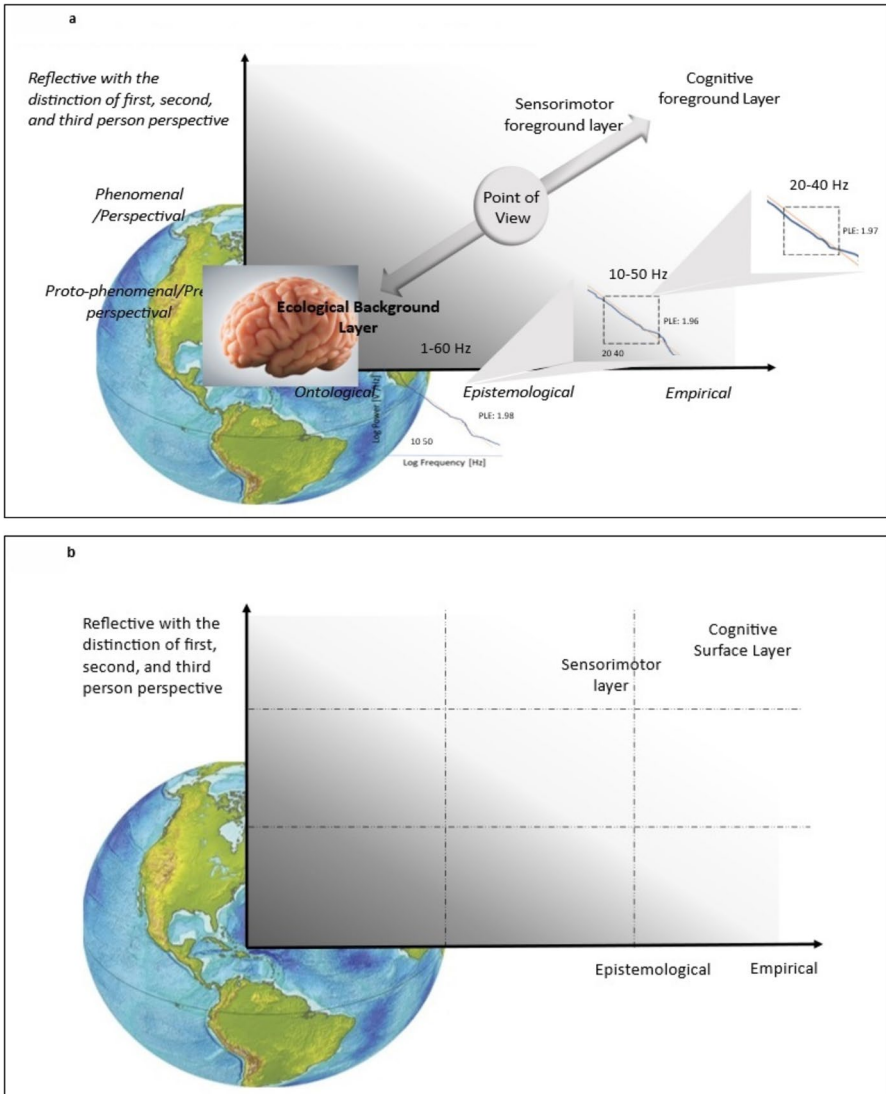 a
Reflective with the
distinction of first, second,
and third person perspective
Cognitive
foreground Layer
Sensorimotor
foreground layer
20-40 Hz
PLE: 1.97
Phenomenal
/Perspectival
Point of
View
10-50 Hz
PLE: 1.96
20 40
Proto-phenomenal/Pre
perspectival
Ecological Background
Layer
1-60 Hz
Ontological
Epistemological
Empirical
Log Power
PLE: 1.98
10 50
Log Frequency [Hz]
b
Reflective with the
distinction of first,
second, and third
person perspective
Cognitive
Surface Layer
Sensorimotor
layer
Epistemological
Empirical